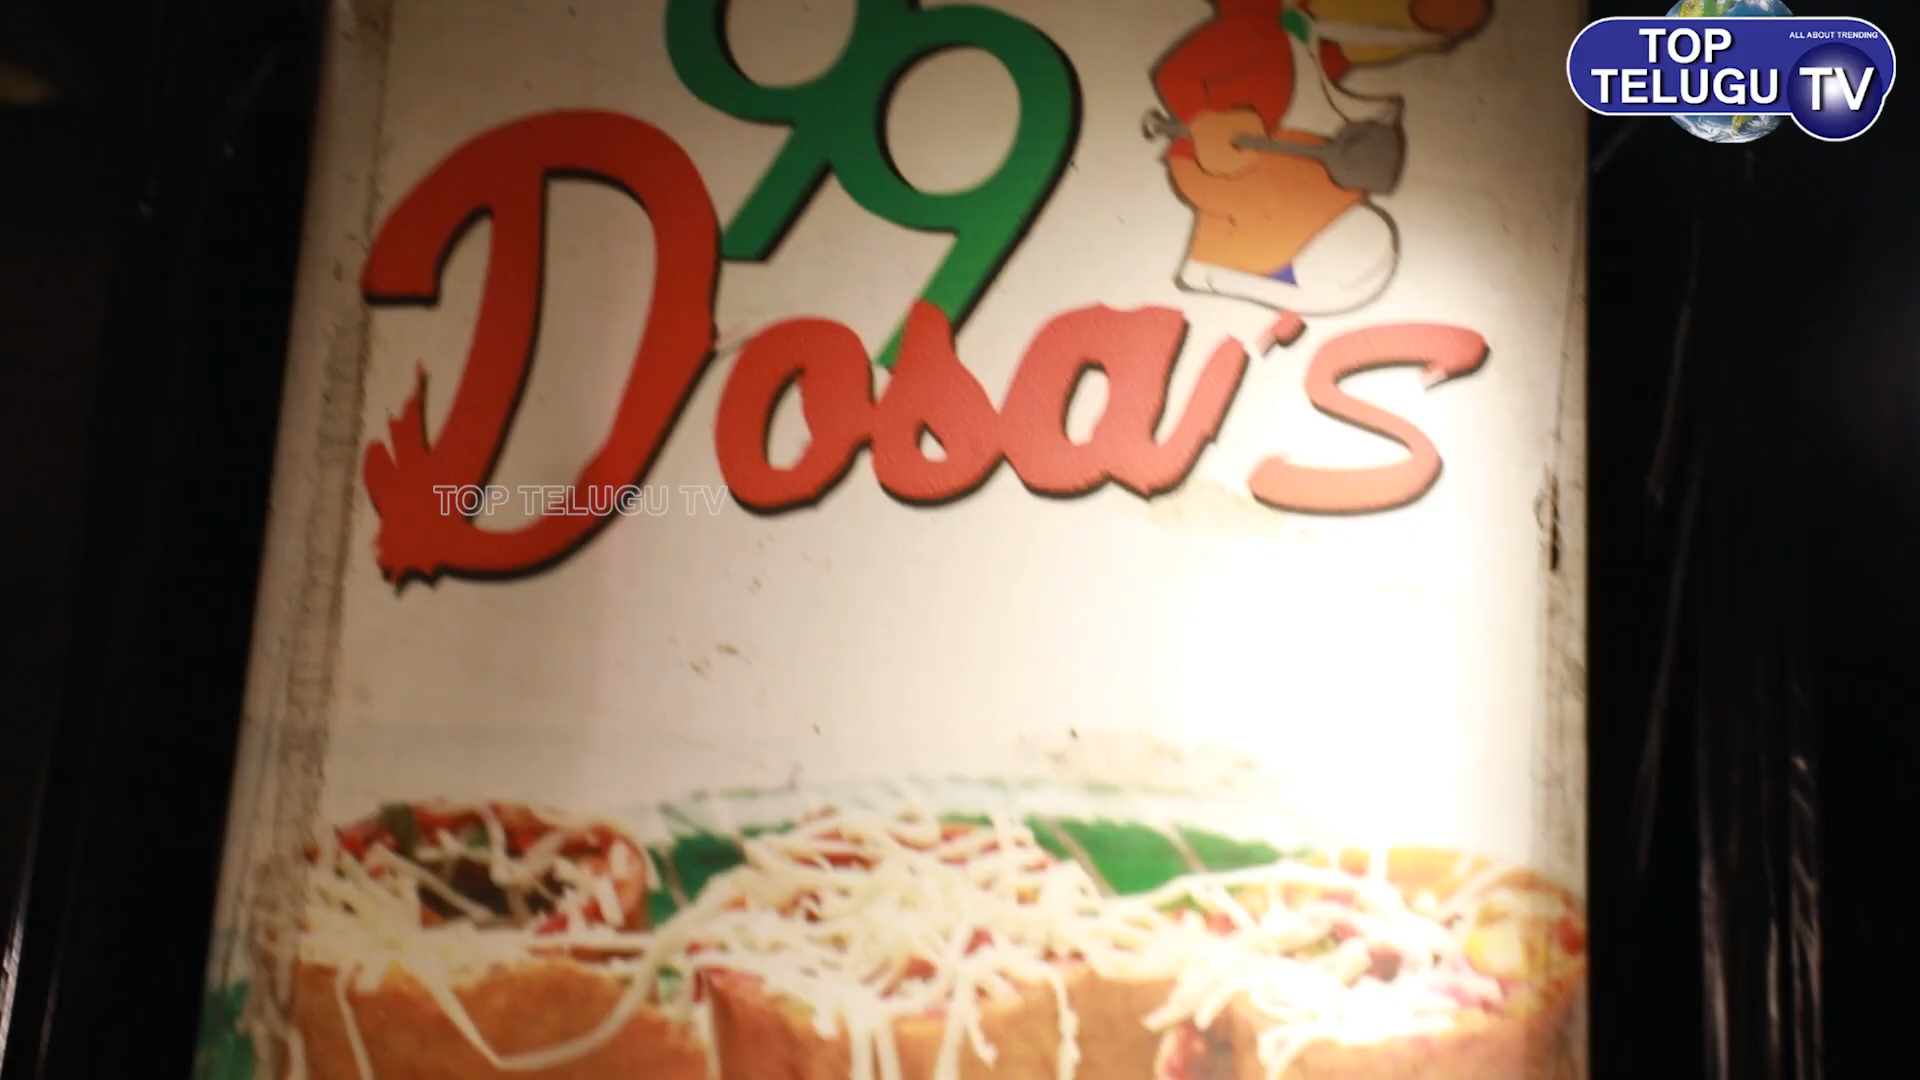 99
Dosa's
TOP TELUGU TV
ALL ABOUT TRENDING
TOP
TELUGU TV